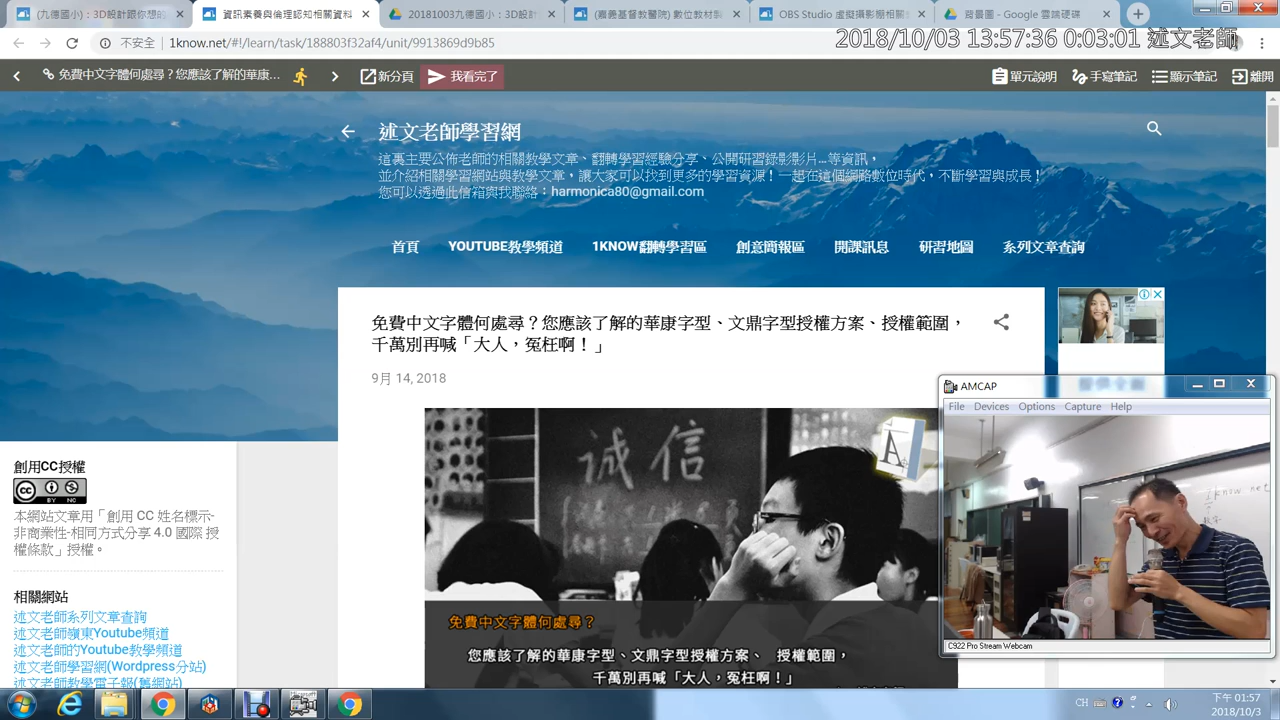 (九德國小)：3D設計跟你想的
資訊素養與倫理認知相關資料
20181003九德國小：3D設計
(嘉義基督教醫院) 數位教材製
OBS Studio 虛擬攝影棚相關
背景圖 - Google 雲端硬碟
不安全
1know.net/#!/learn/task/188803f32af4/unit/9913869d9b85
2018/10/03 13:57:36 0:03:01 述文老師
免費中文字體何處尋？您應該了解的華康...
新分頁
我看完了
單元說明
手寫筆記
顯示筆記
離開
述文老師學習網
這裏主要公佈老師的相關教學文章、翻轉學習經驗分享、公開研習錄影影片...等資訊，
並介紹相關學習網站與教學文章，讓大家可以找到更多的學習資源！一起在這個網路數位時代，不斷學習與成長！
您可以透過此信箱與我聯絡：harmonica80@gmail.com
首頁
YOUTUBE教學頻道
1KNOW翻轉學習區
創意簡報區
開課訊息
研習地圖
系列文章查詢
免費中文字體何處尋？您應該了解的華康字型、文鼎字型授權方案、授權範圍，
千萬別再喊「大人，冤枉啊！」
9月 14, 2018
誠信
A
免費中文字體何處尋？
您應該了解的華康字型、文鼎字型授權方案、 授權範圍，
千萬別再喊「大人，冤枉啊！」
創用CC授權
cc
BY NC
本網站文章用「創用 CC 姓名標示-
非商業性-相同方式分享 4.0 國際 授
權條款」授權。
相關網站
述文老師系列文章查詢
述文老師嶺東Youtube頻道
述文老師的Youtube教學頻道
述文老師學習網(Wordpress分站)
述文老師教學電子報(舊網站)
AMCAP
File Devices Options Capture Help
1know.net
C922 Pro Stream Webcam
CH
下午 01:57
2018/10/3